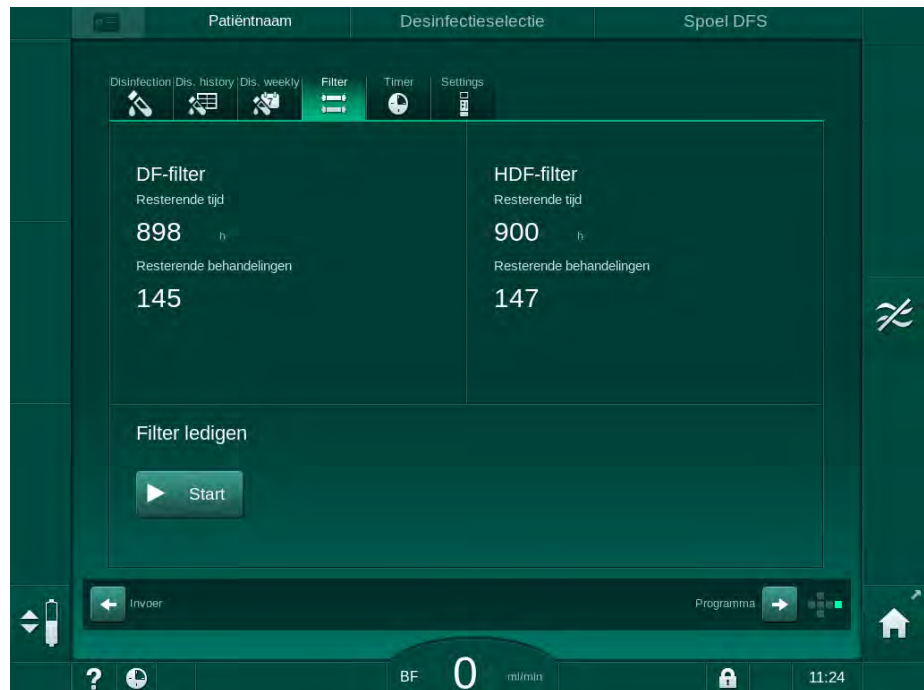 Patiëntnaam Desinfectieselectie Spoel DFS
Disinfection Dis. history Dis. weekly Filter Timer Settings
DF-filter
Resterende tijd
898 h
Resterende behandelingen
145
HDF-filter
Resterende tijd
900 h
Resterende behandelingen
147
Filter ledigen
Start
Invoer Programma
? BF 0 ml/min 11:24